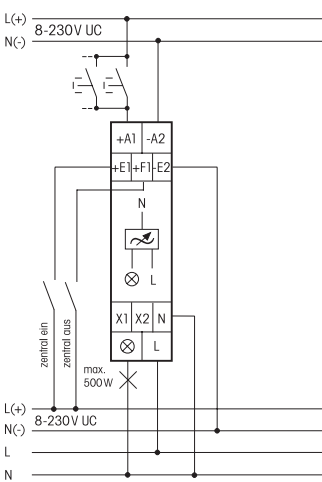 L(+)
8-230V UC
N(-)
+A1 -A2
+E1 +F1 -E2
N
L
X1 X2 N
L
zentral ein
zentral aus
max.
500W
L(+)
8-230V UC
N(-)
L
N